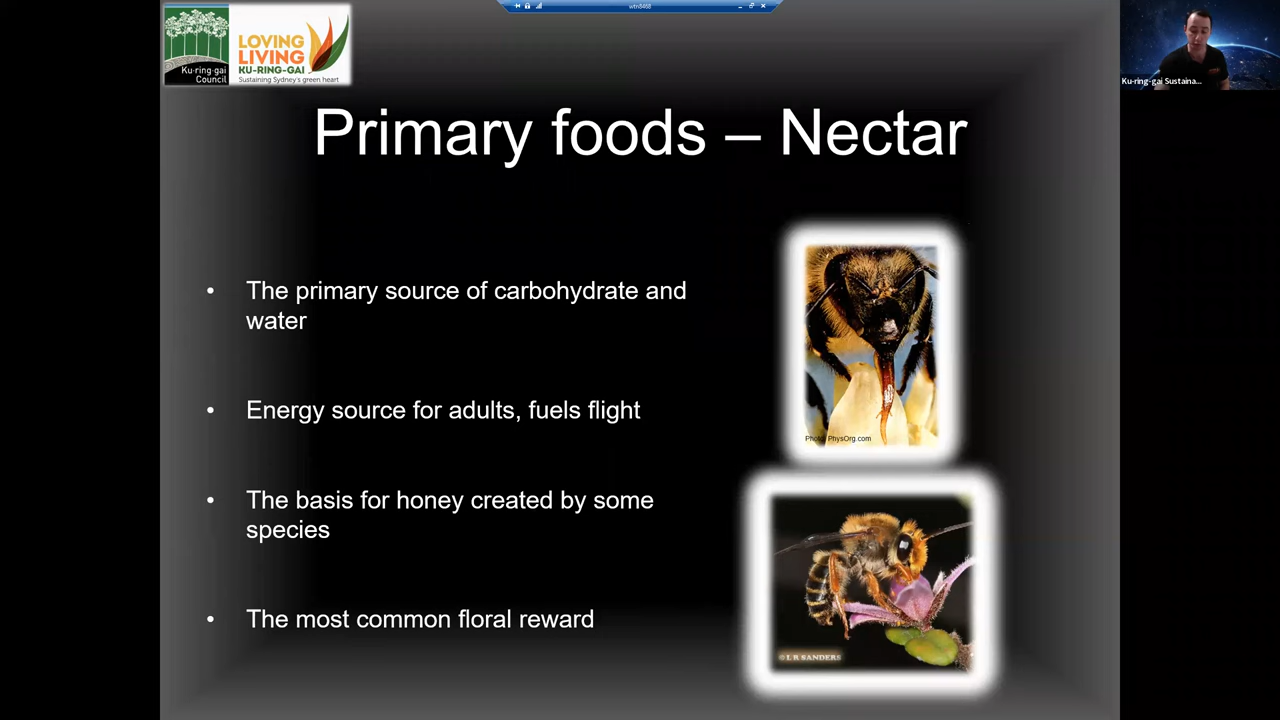 wtn8468
Ku-ring-gai
Council
LOVING
LIVING
KU-RING-GAI
Sustaining Sydney's green heart
Ku-ring-gai Sustaina...
Primary foods – Nectar
• The primary source of carbohydrate and
water
• Energy source for adults, fuels flight
• The basis for honey created by some
species
• The most common floral reward
Photo: PhysOrg.com
©L R SANDERS